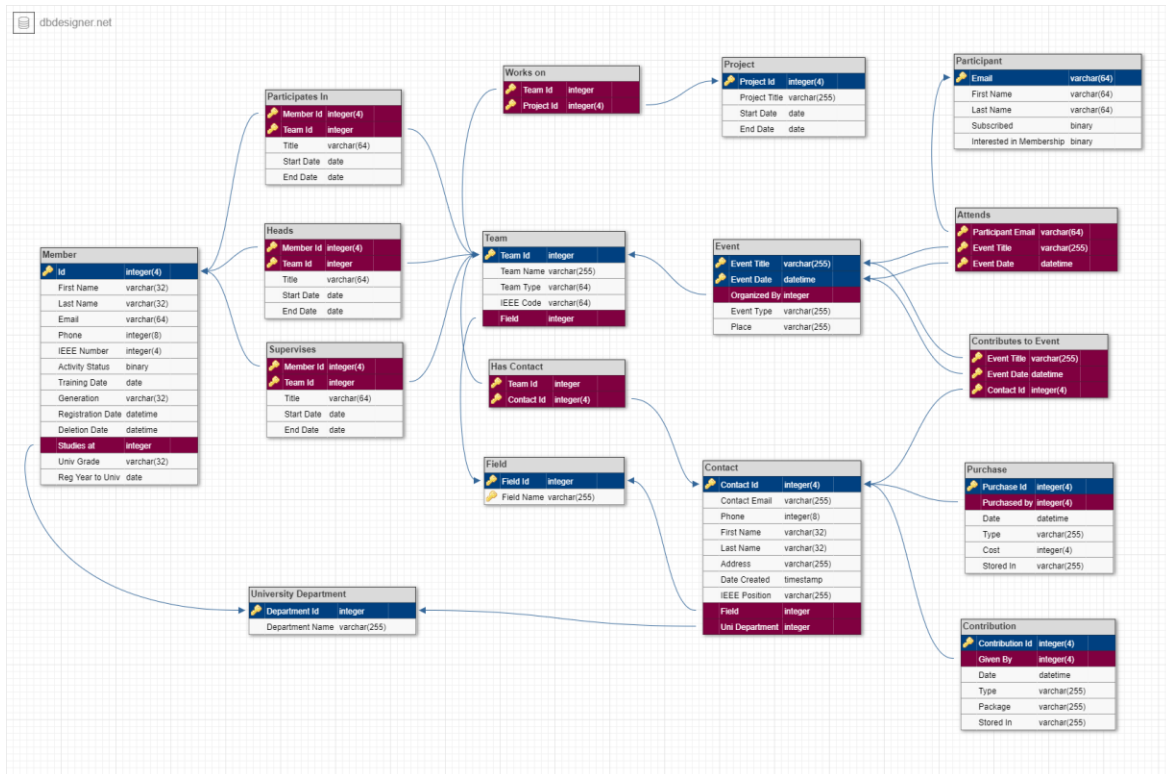 dbdesigner.net
Works on
Team Id integer
Project Id integer(4)
Project
Project Id integer(4)
Project Title varchar(255)
Start Date date
End Date date
Participant
Email varchar(64)
First Name varchar(64)
Last Name varchar(64)
Subscribed binary
Interested in Membership binary
Participates In
Member Id integer(4)
Team Id integer
Title varchar(64)
Start Date date
End Date date
Heads
Member Id integer(4)
Team Id integer
Title varchar(64)
Start Date date
End Date date
Supervises
Member Id integer(4)
Team Id integer
Title varchar(64)
Start Date date
End Date date
Member
Id integer(4)
First Name varchar(32)
Last Name varchar(32)
Email varchar(64)
Phone integer(8)
IEEE Number integer(4)
Activity Status binary
Training Date date
Generation varchar(32)
Registration Date datetime
Deletion Date datetime
Studies at integer
Univ Grade varchar(32)
Reg Year to Univ date
Team
Team Id integer
Team Name varchar(255)
Team Type varchar(64)
IEEE Code varchar(64)
Field integer
Event
Event Title varchar(255)
Event Date datetime
Organized By integer
Event Type varchar(255)
Place varchar(255)
Attends
Participant Email varchar(64)
Event Title varchar(255)
Event Date datetime
Contributes to Event
Event Title varchar(255)
Event Date datetime
Contact Id integer(4)
Has Contact
Team Id integer
Contact Id integer(4)
Field
Field Id integer
Field Name varchar(255)
Contact
Contact Id integer(4)
Contact Email varchar(255)
Phone integer(8)
First Name varchar(32)
Last Name varchar(32)
Address varchar(255)
Date Created timestamp
IEEE Position varchar(255)
Field integer
Uni Department integer
Purchase
Purchase Id integer(4)
Purchased by integer(4)
Date datetime
Type varchar(255)
Cost integer(4)
Stored In varchar(255)
University Department
Department Id integer
Department Name varchar(255)
Contribution
Contribution Id integer(4)
Given By integer(4)
Date datetime
Type varchar(255)
Package varchar(255)
Stored In varchar(255)